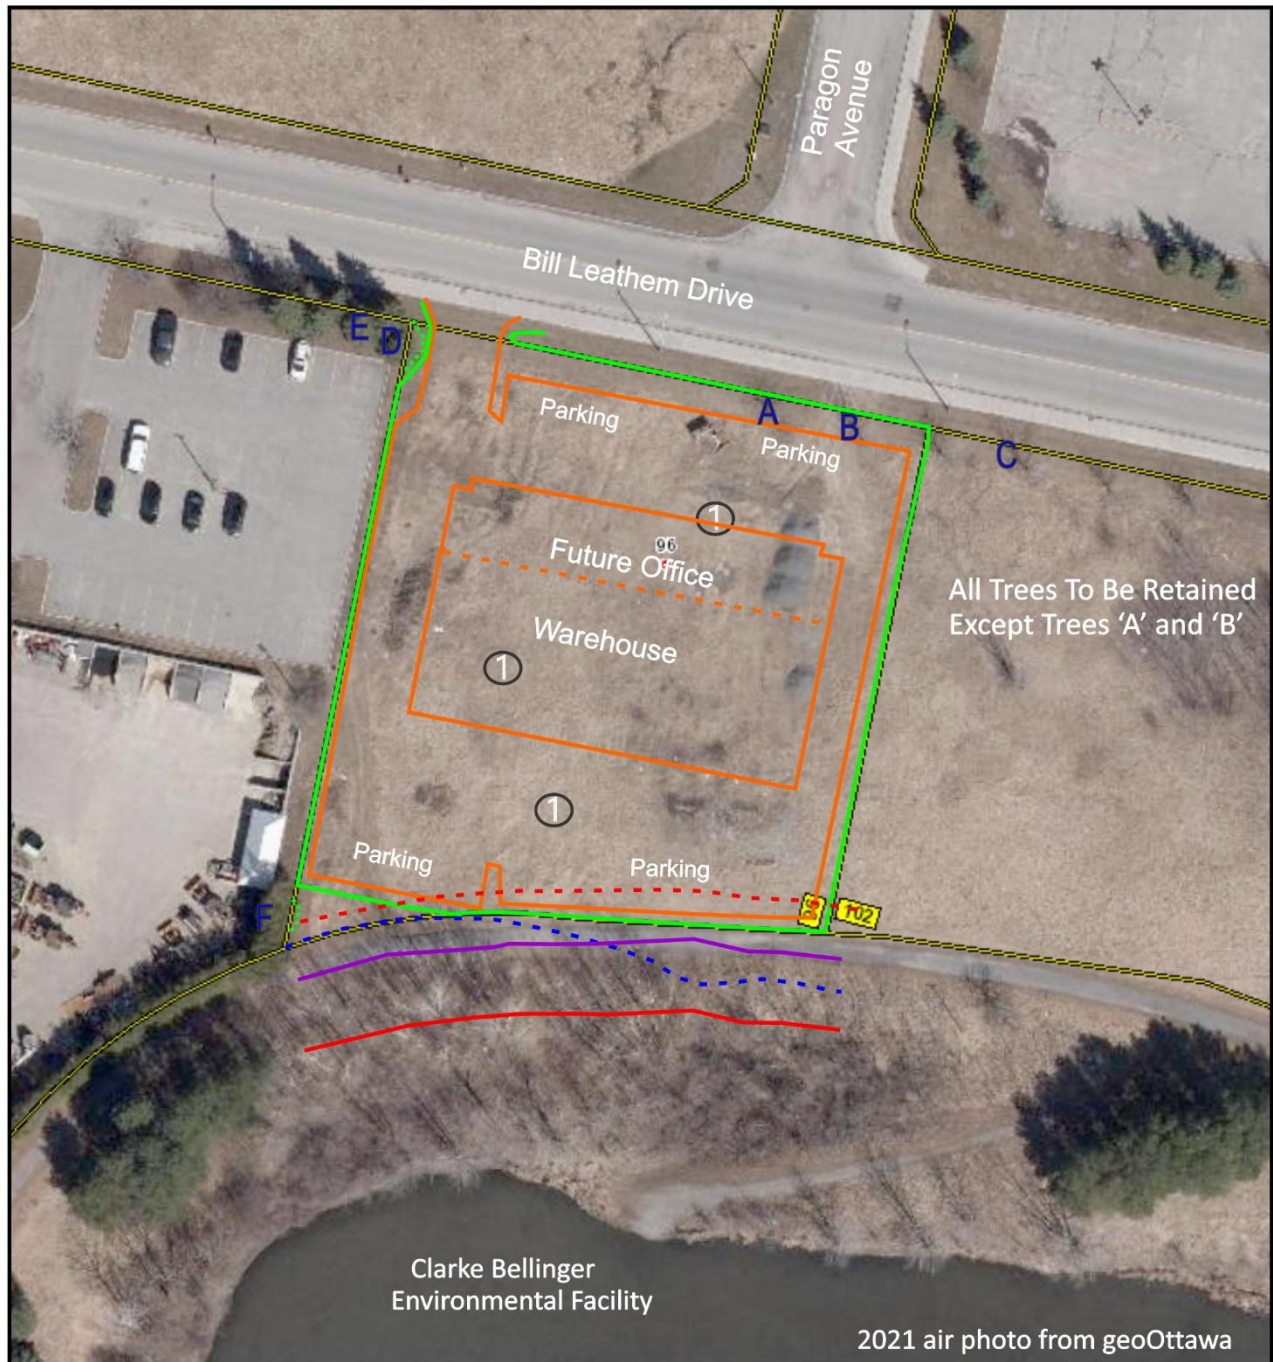 Paragon
Avenue
Bill Leathem Drive
E
D
A
B
C
Parking
Parking
1
96
Future Office
All Trees To Be Retained
Except Trees ‘A’ and ‘B’
Warehouse
1
1
Parking
Parking
F
102
Clarke Bellinger
Environmental Facility
2021 air photo from geoOttawa